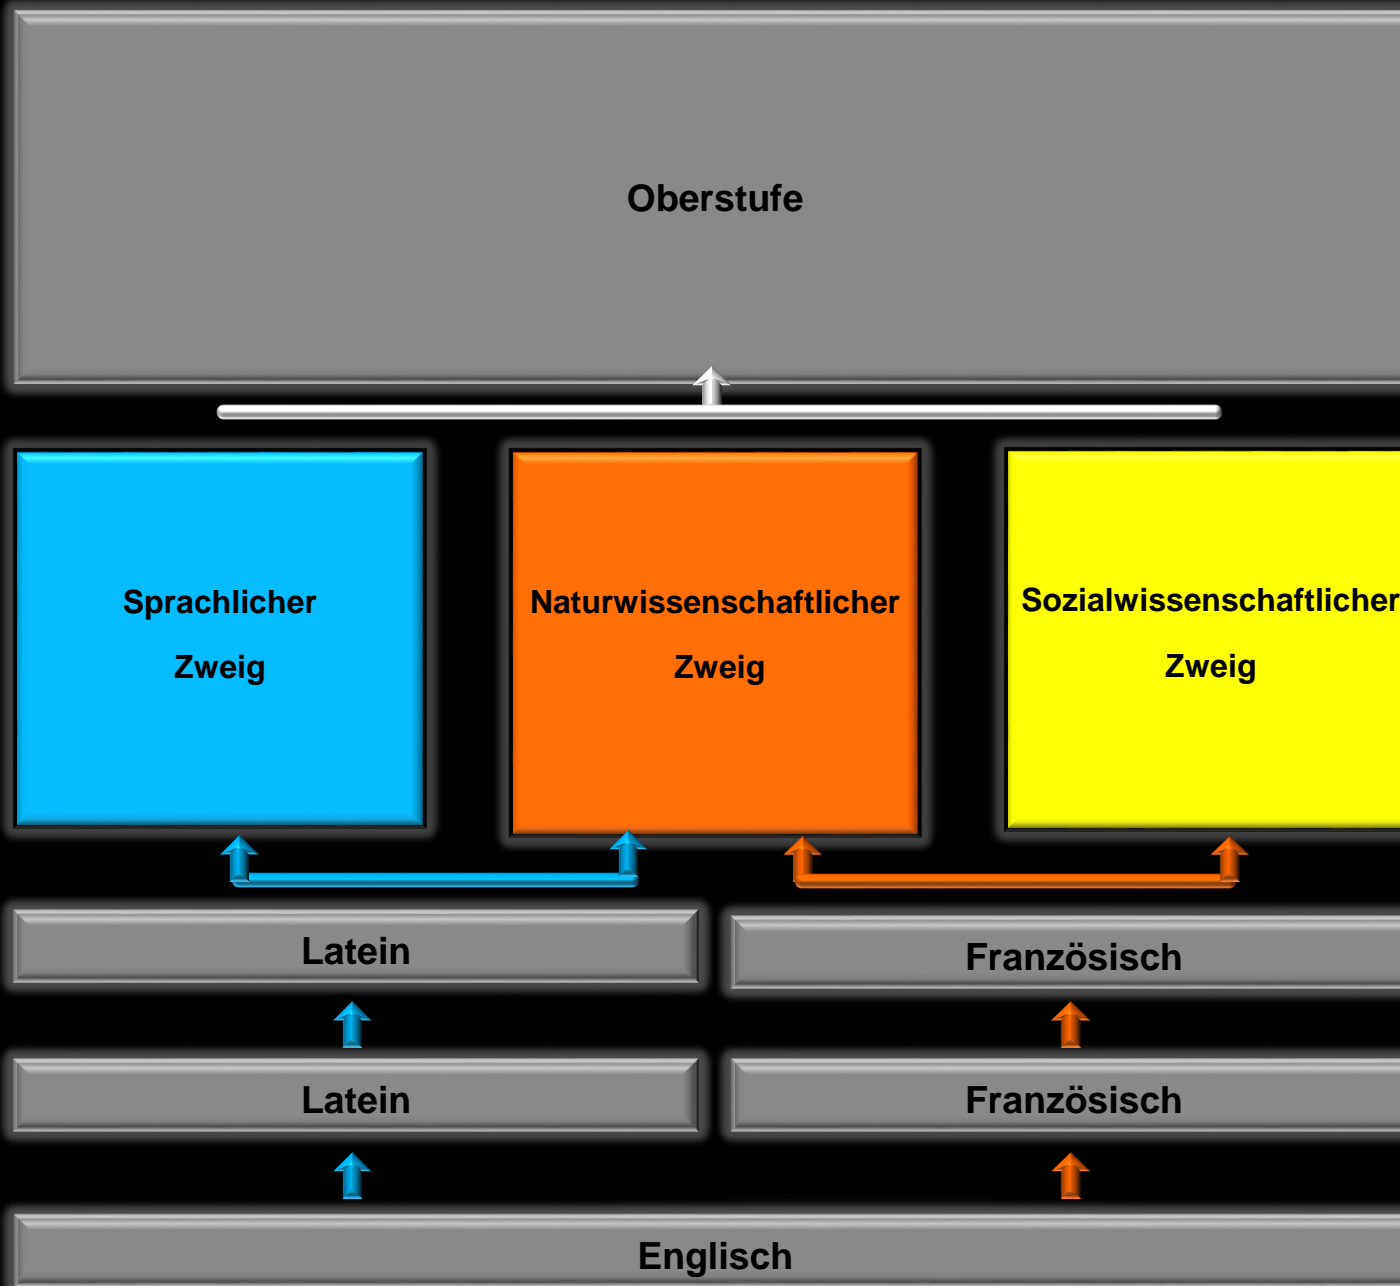 Oberstufe
Sprachlicher
Zweig
Naturwissenschaftlicher
Zweig
Sozialwissenschaftlicher
Zweig
Latein
Französisch
Latein
Französisch
Englisch